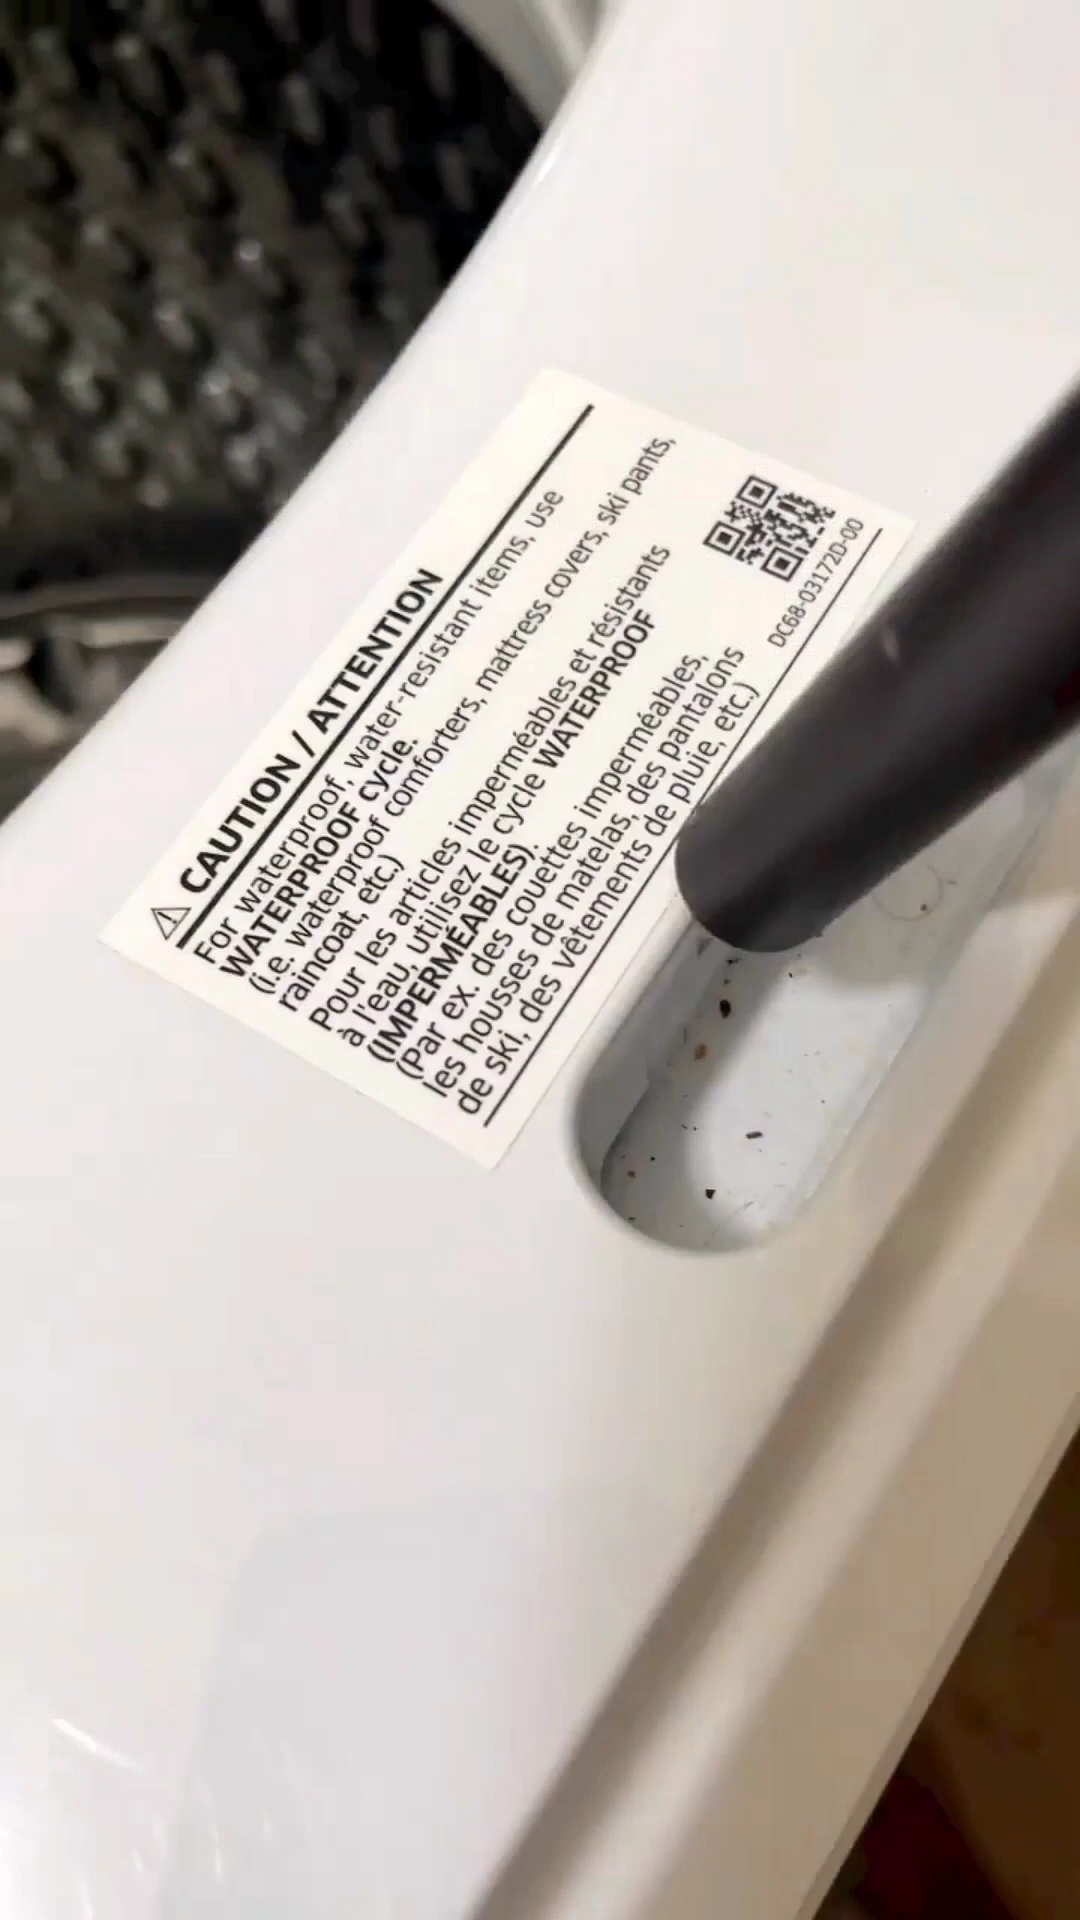 CAUTION / ATTENTION
For waterproof, water-resistant items, use
WATERPROOF cycle.
(i.e. waterproof comforters, mattress covers, ski pants,
raincoat, etc.)
Pour les articles imperméables et résistants
à l'eau, utilisez le cycle WATERPROOF
(IMPERMÉABLES).
(Par ex. des couettes imperméables,
les housses de matelas, des pantalons
de ski, des vêtements de pluie, etc.)
DC68-03172D-00